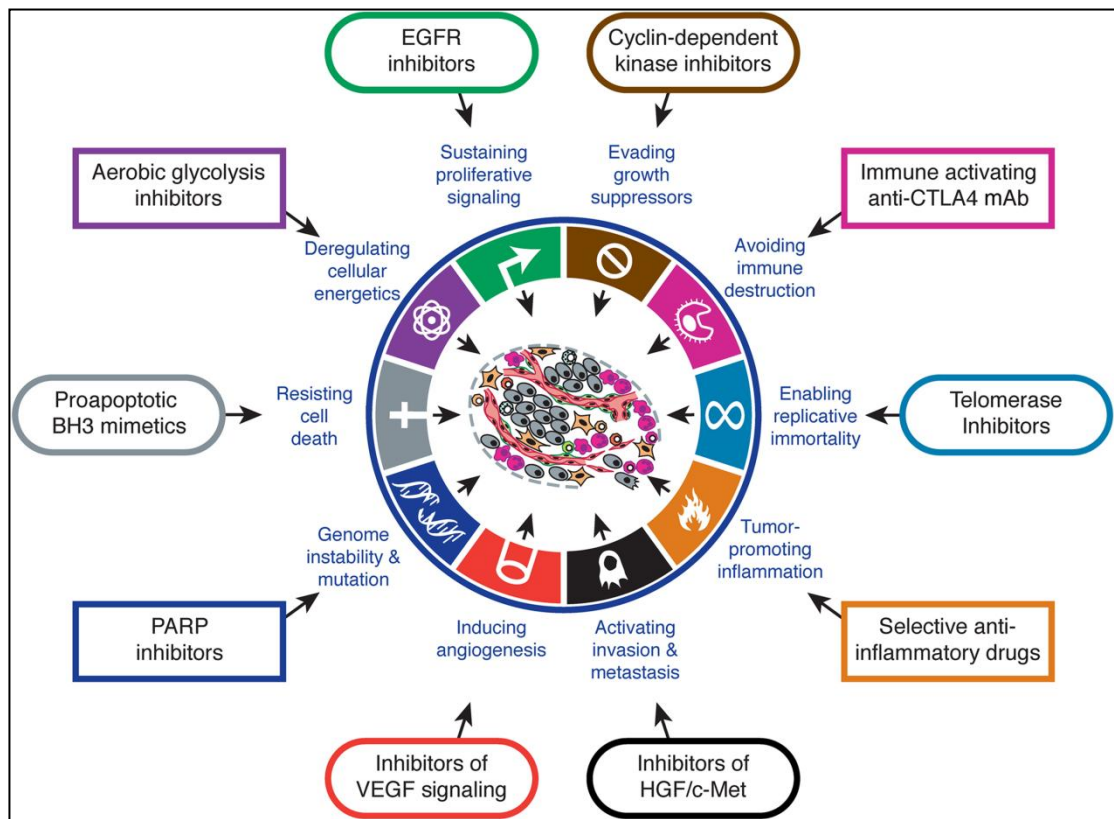 EGFR
inhibitors
Cyclin-dependent
kinase inhibitors
Sustaining
proliferative
signaling
Evading
growth
suppressors
Aerobic glycolysis
inhibitors
Immune activating
anti-CTLA4 mAb
Deregulating
cellular
energetics
Avoiding
immune
destruction
Proapoptotic
BH3 mimetics
Resisting
cell
death
Enabling
replicative
immortality
Telomerase
Inhibitors
Genome
instability &
mutation
Tumor-
promoting
inflammation
PARP
inhibitors
Inducing
angiogenesis
Activating
invasion &
metastasis
Selective anti-
inflammatory drugs
Inhibitors of
VEGF signaling
Inhibitors of
HGF/c-Met